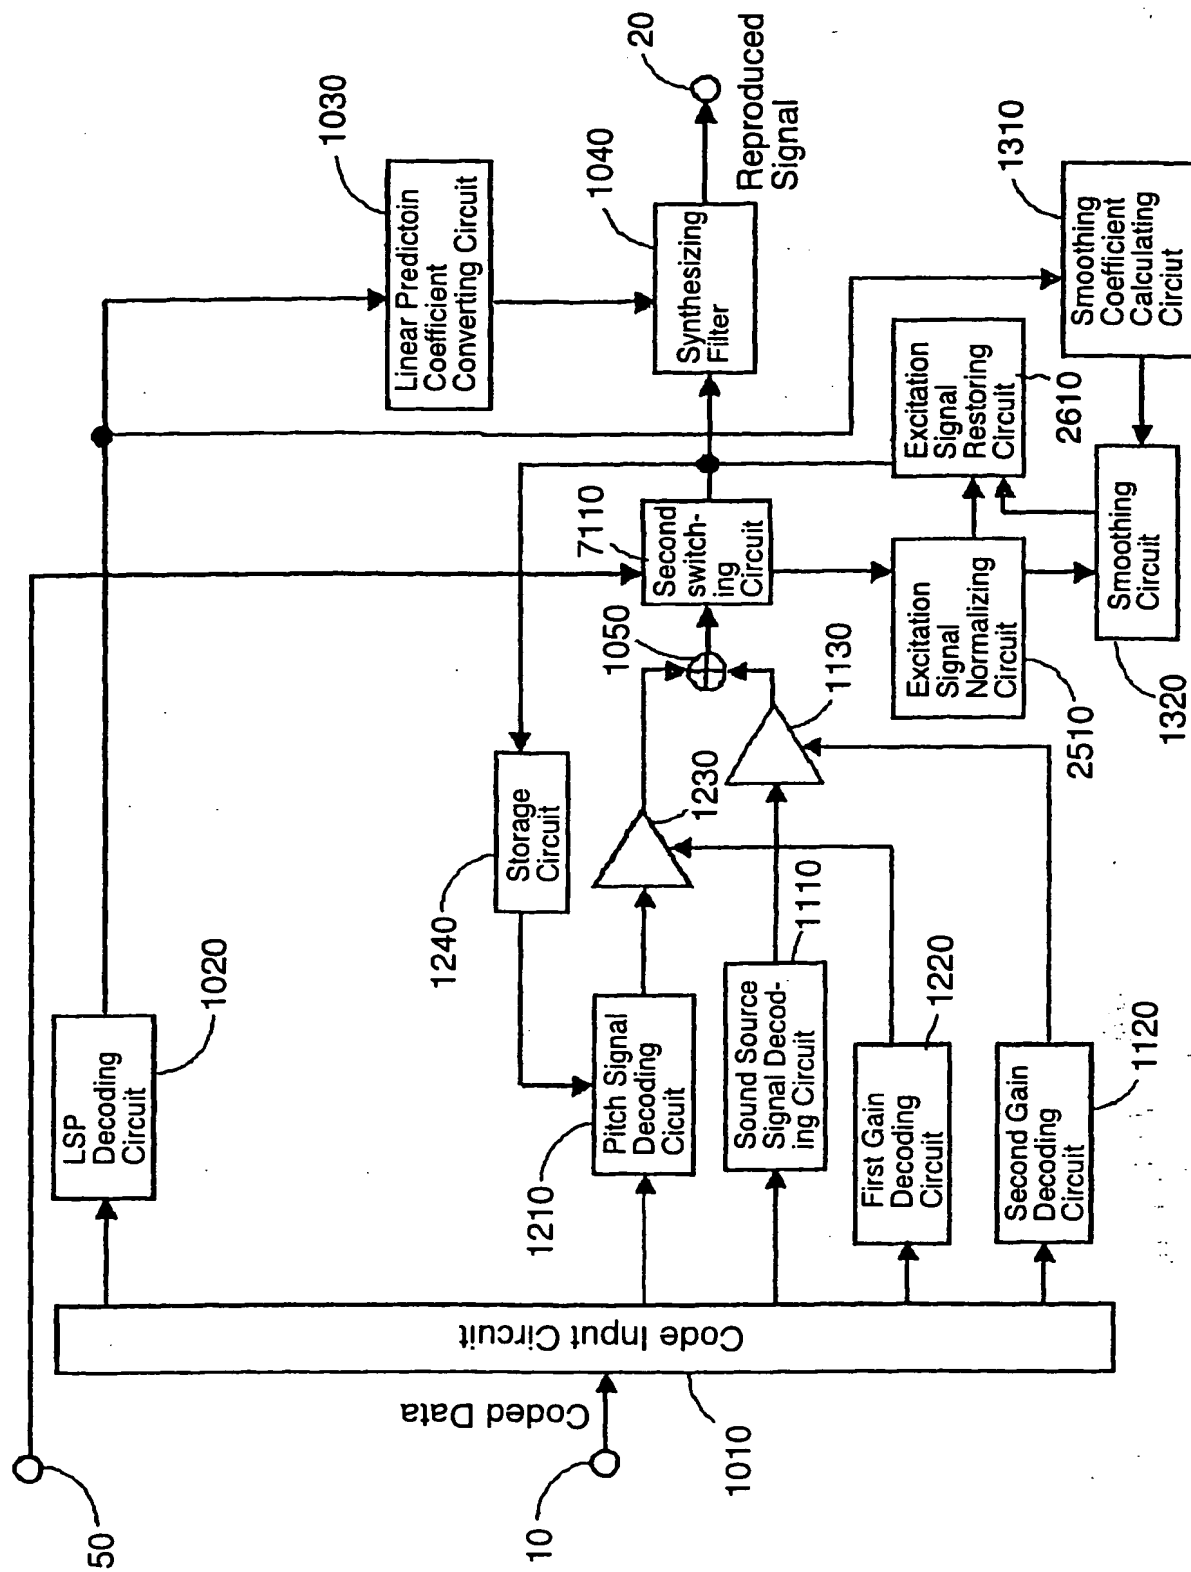 50
10
Coded Data
1010
Code Input Circuit
LSP
Decoding
Circuit
1020
1210
Pitch Signal
Decoding
Cicuit
1240
Storage
Circuit
Sound Source
Signal Decod-
ing Circuit
1110
First Gain
Decoding
Circuit
1220
Second Gain
Decoding
Circuit
1120
1230
1130
1050
7110
Second
switch-
ing
Circuit
Excitation
Signal
Normalizing
Circuit
2510
Smoothing
Circuit
1320
Excitation
Signal
Restoring
Circuit
2610
Linear Predictoin
Coefficient
Converting Circuit
1030
Synthesizing
Filter
1040
20
Reproduced
Signal
Smoothing
Coefficient
Calculating
Circiut
1310